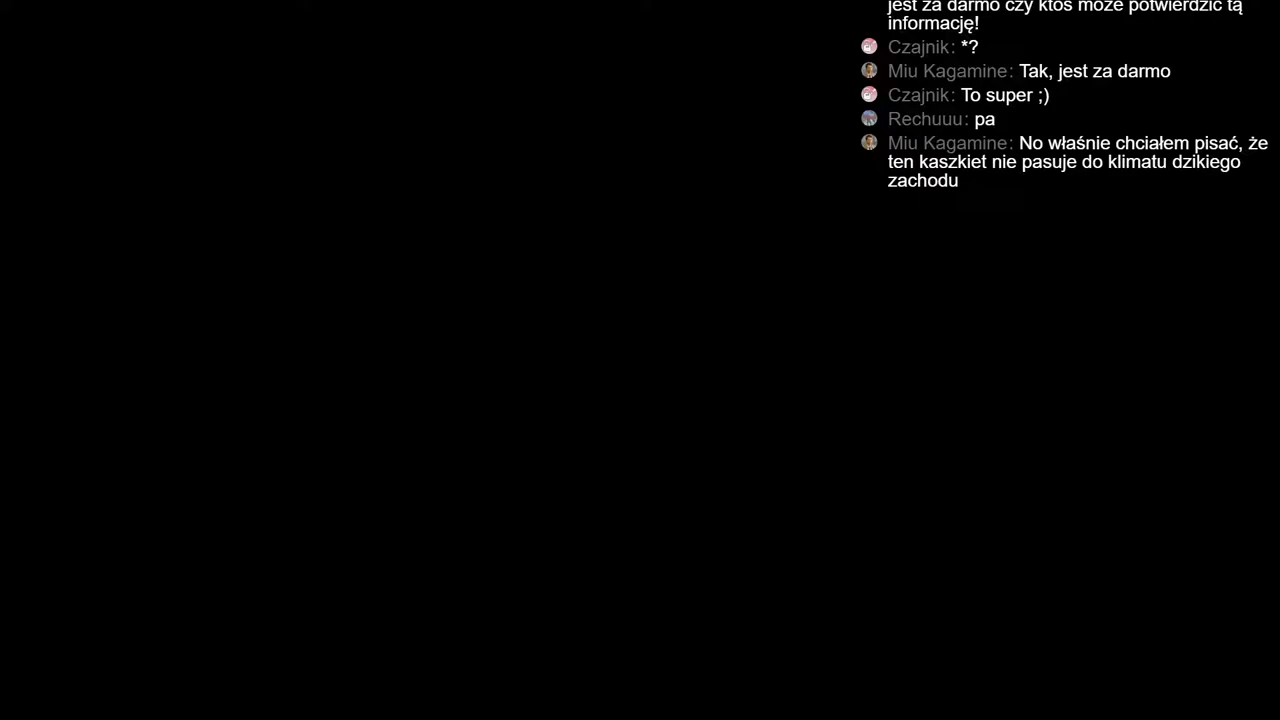 jest za darmo czy ktoś może potwierdzić tą
informację!
Czajnik: *?
Miu Kagamine: Tak, jest za darmo
Czajnik: To super ;)
Rechuuu: pa
Miu Kagamine: No właśnie chciałem pisać, że
ten kaszkiet nie pasuje do klimatu dzikiego
zachodu